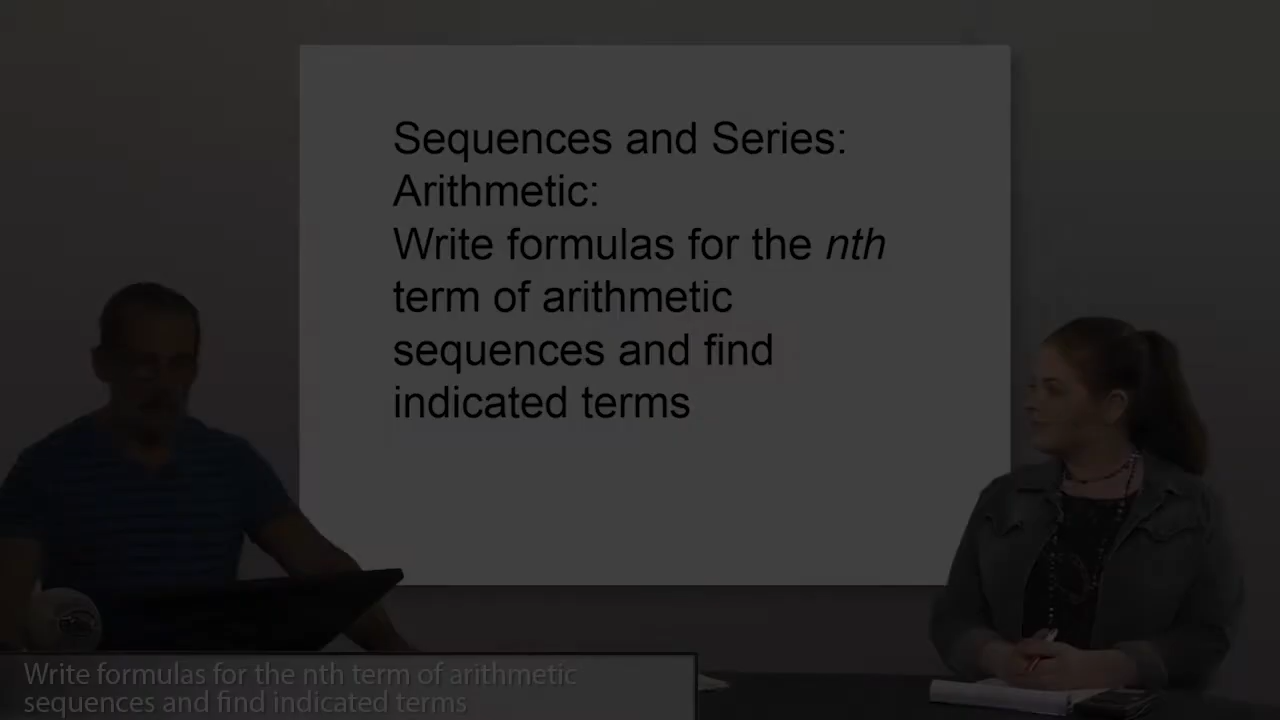 Sequences and Series:
Arithmetic:
Write formulas for the nth
term of arithmetic
sequences and find
indicated terms
Write formulas for the nth term of arithmetic
sequences and find indicated terms